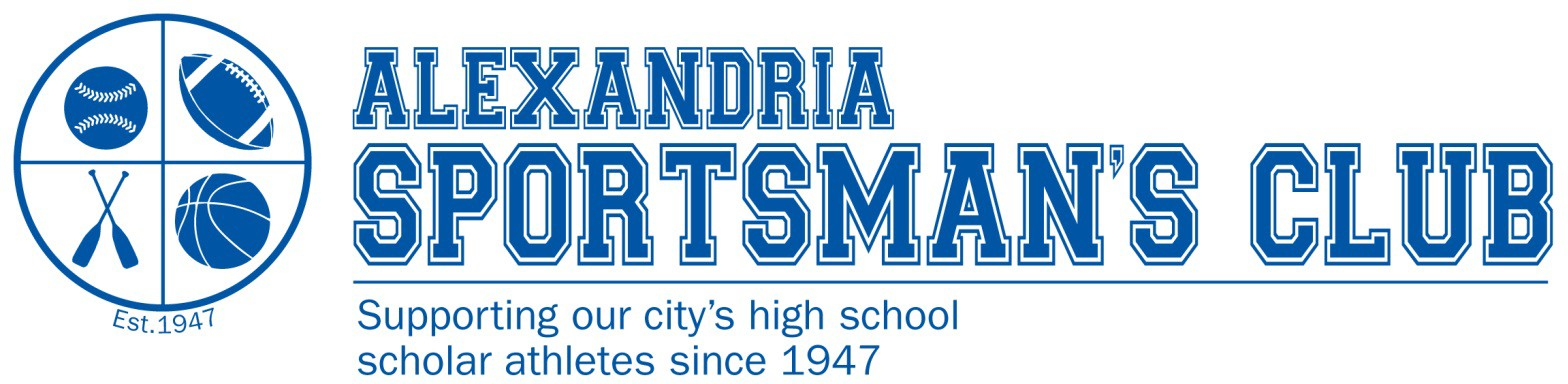 Est.1947
ALEXANDRIA
SPORTSMAN'S CLUB
Supporting our city’s high school
scholar athletes since 1947